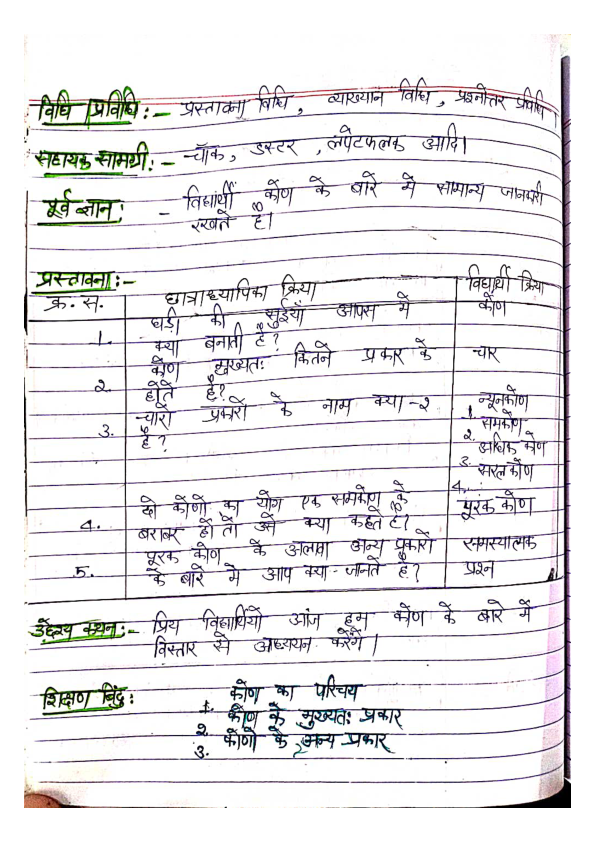 विधि /प्रविधि :- प्रस्तावना विधि, व्याख्यान विधि, प्रश्नोत्तर प्रविधि।
सहायक सामग्री :- चॉक, डस्टर, लपेटफलक आदि।
पूर्व ज्ञान : - विद्यार्थी कोण के बारे में सामान्य जानकारी
रखते है।
प्रस्तावना :-
क्र. स. छात्राध्यापिका क्रिया विद्यार्थी क्रिया
1. घड़ी की सुईयाँ आपस में कोण
क्या बनाती है?
2. कोण मुख्यतः कितने प्रकार के चार
होते है?
3. चारो प्रकारो के नाम क्या-२ न्यूनकोण
है? 1. समकोण
2. अधिक कोण
3. सरल कोण
4.
4. दो कोणो का योग एक समकोण के पूरक कोण
बराबर हो तो उसे क्या कहते है?
5. पूरक कोण के अलावा अन्य प्रकारो समस्यात्मक
के बारे में आप क्या जानते है? प्रश्न
उद्देश्य कथन :- प्रिय विद्यार्थियों आज हम कोण के बारे में
विस्तार से अध्ययन करेंगे।
शिक्षण बिंदु : कोण का परिचय
1. कोण के मुख्यतः प्रकार
2. कोणो के अन्य प्रकार
3.